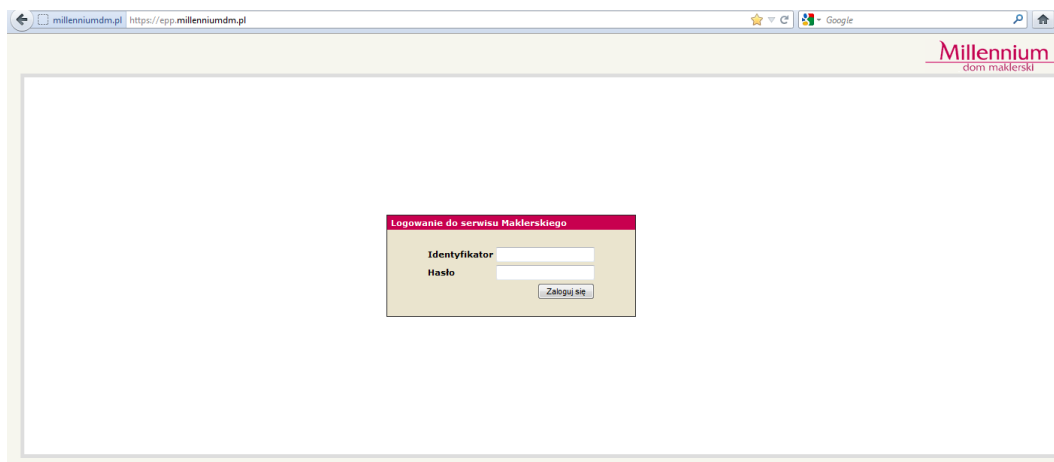 millenniumdm.pl https://epp.millenniumdm.pl Google
Millennium
dom maklerski
Logowanie do serwisu Maklerskiego
Identyfikator
Hasło
Zaloguj się